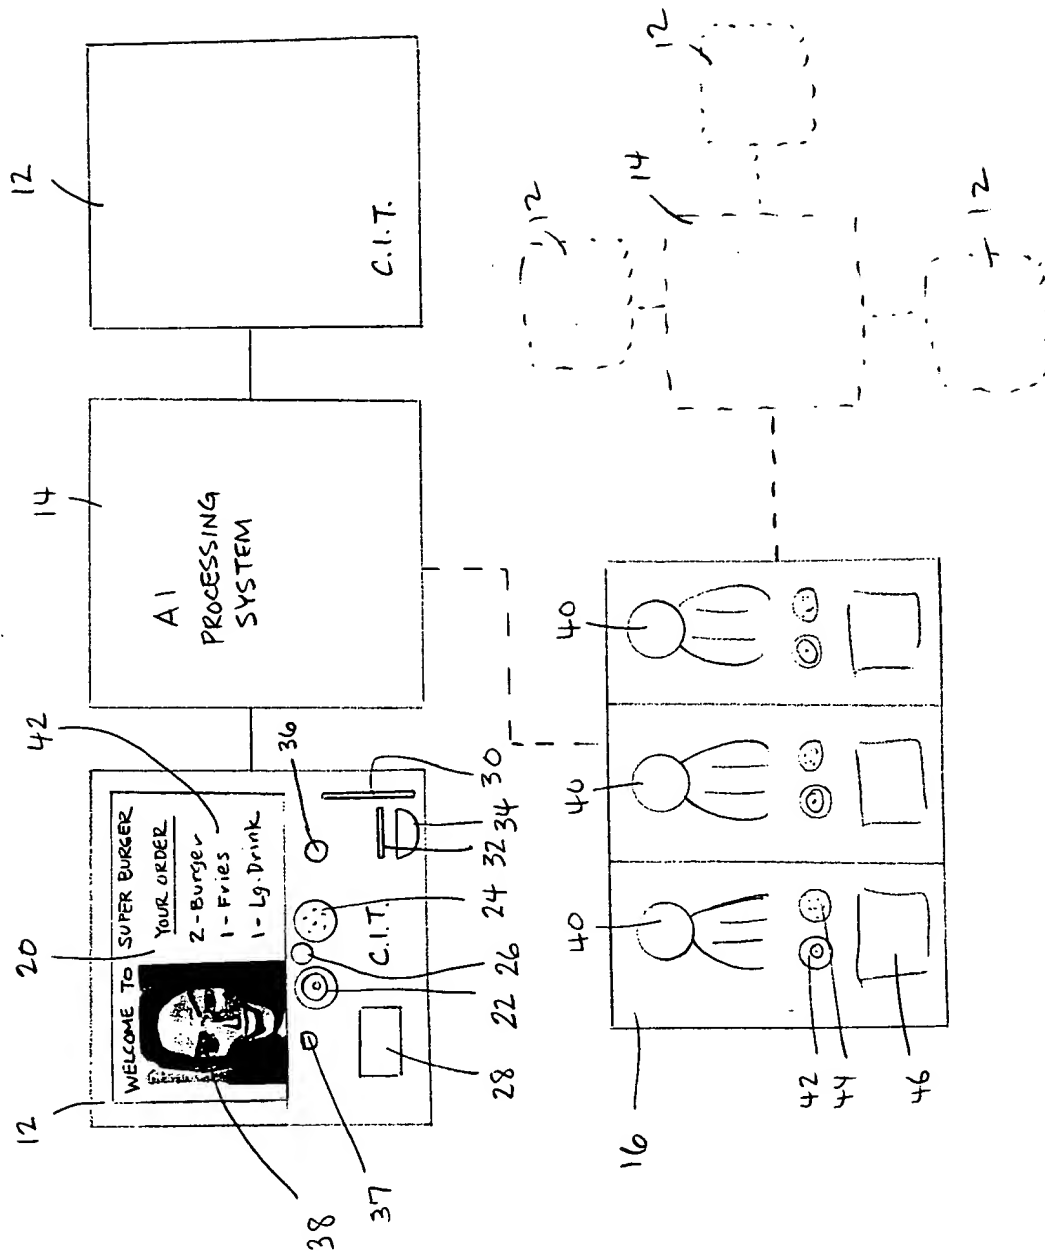 12
20
WELCOME TO SUPER BURGER
YOUR ORDER
2 - Burger
1 - Fries
1 - Lg. Drink
42
38
37
28
22
26
24
C.I.T.
32
34
30
36
14
AI
PROCESSING
SYSTEM
12
C.I.T.
16
40
40
40
42
44
46
14
12
12
12